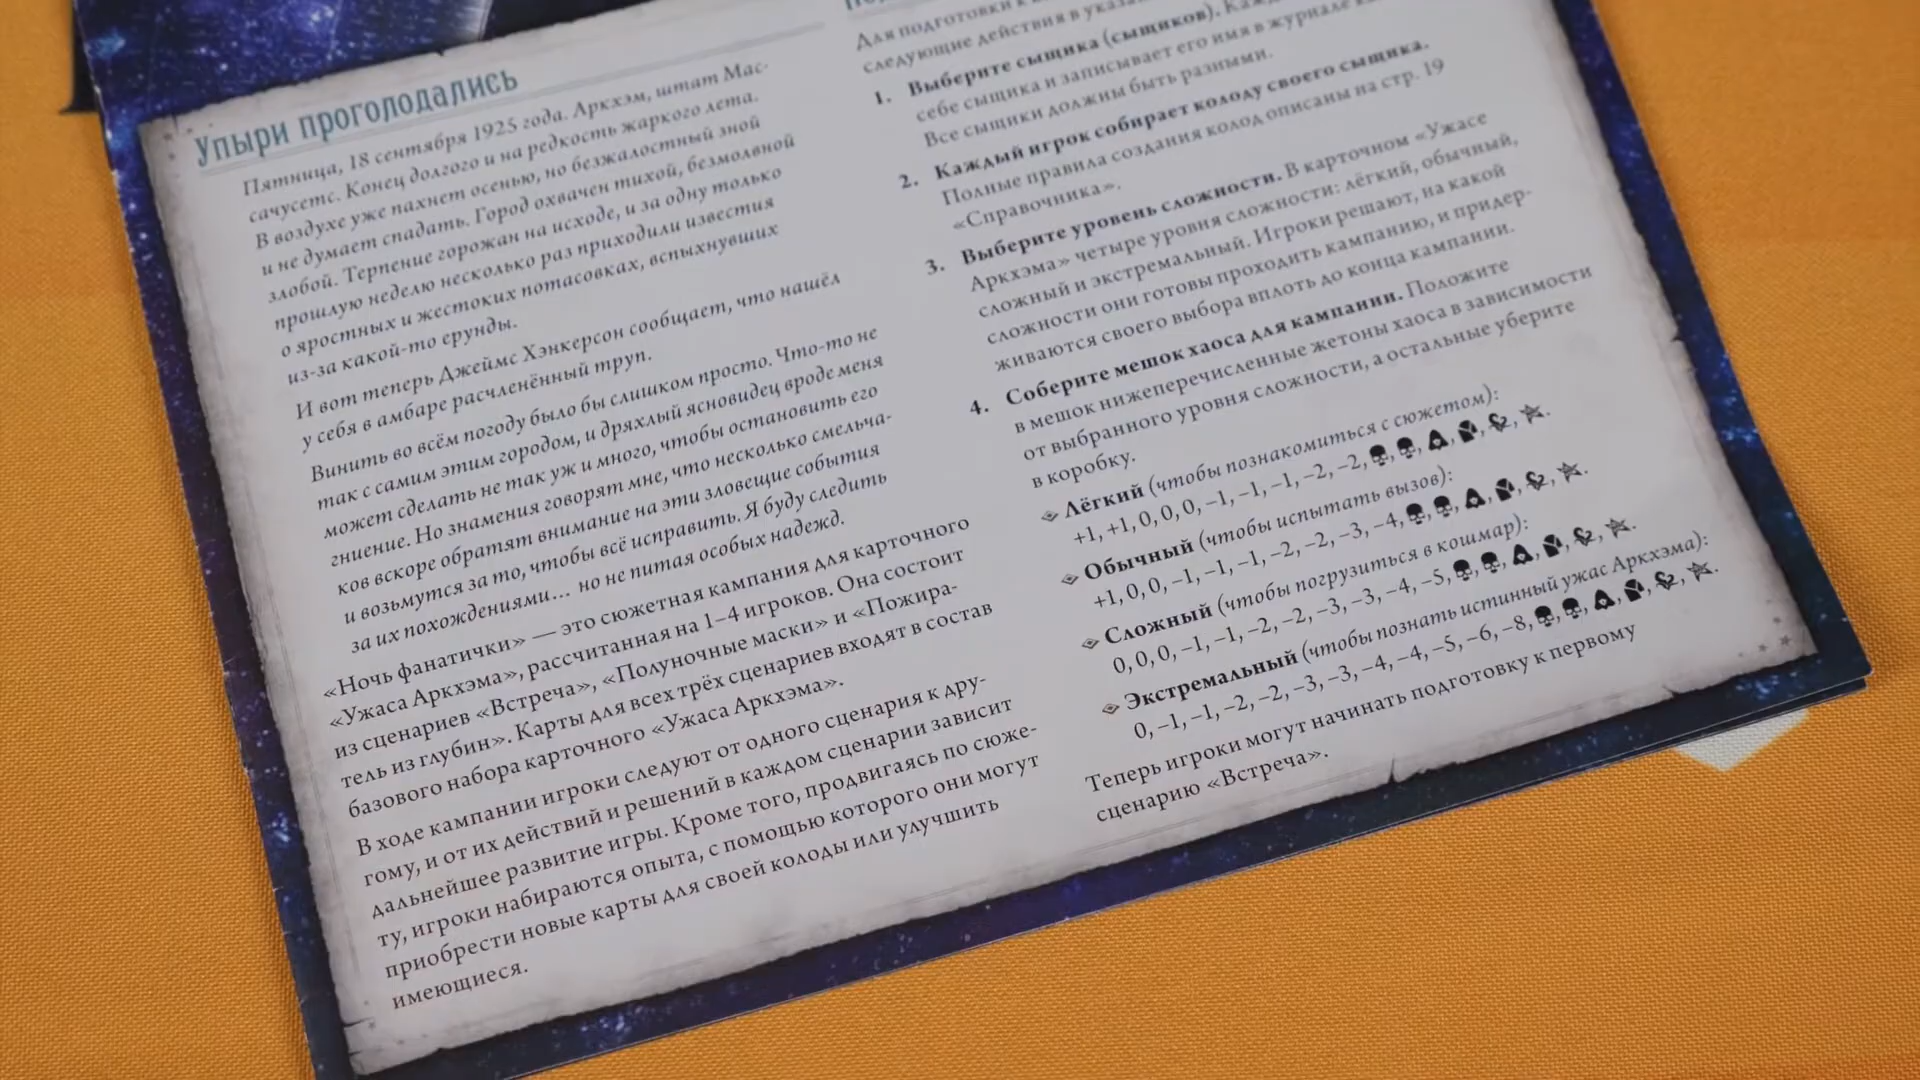 Упыри проголодались
Пятница, 18 сентября 1925 года. Аркхэм, штат Мас-
сачусетс. Конец долгого и на редкость жаркого лета.
В воздухе уже пахнет осенью, но безжалостный зной
и не думает спадать. Город охвачен тихой, безмолвной
злобой. Терпение горожан на исходе, и за одну только
прошлую неделю несколько раз приходили известия
о яростных и жестоких потасовках, вспыхнувших
из-за какой-то ерунды.
И вот теперь Джеймс Хэнкерсон сообщает, что нашёл
у себя в амбаре расчленённый труп.
Винить во всём погоду было бы слишком просто. Что-то не
так с самим этим городом, и дряхлый ясновидец вроде меня
может сделать не так уж и много, чтобы остановить его
гниение. Но знамения говорят мне, что несколько смельча-
ков вскоре обратят внимание на эти зловещие события
и возьмутся за то, чтобы всё исправить. Я буду следить
за их похождениями... но не питая особых надежд.
«Ночь фанатички» — это сюжетная кампания для карточного
«Ужаса Аркхэма», рассчитанная на 1–4 игроков. Она состоит
из сценариев «Встреча», «Полуночные маски» и «Пожира-
тель из глубин». Карты для всех трёх сценариев входят в состав
базового набора карточного «Ужаса Аркхэма».
В ходе кампании игроки следуют от одного сценария к дру-
гому, и от их действий и решений в каждом сценарии зависит
дальнейшее развитие игры. Кроме того, продвигаясь по сюже-
ту, игроки набираются опыта, с помощью которого они могут
приобрести новые карты для своей колоды или улучшить
имеющиеся.
Для подготовки к
следующие действия в
1. Выберите сыщика (сыщиков).
себе сыщика и записывает его имя в журнале
Все сыщики должны быть разными.
2. Каждый игрок собирает колоду своего сыщика.
Полные правила создания колод описаны на стр. 19
«Справочника».
3. Выберите уровень сложности. В карточном «Ужасе
Аркхэма» четыре уровня сложности: лёгкий, обычный,
сложный и экстремальный. Игроки решают, на какой
сложности они готовы проходить кампанию, и придер-
живаются своего выбора вплоть до конца кампании.
4. Соберите мешок хаоса для кампании. Положите
в мешок нижеперечисленные жетоны хаоса в зависимости
от выбранного уровня сложности, а остальные уберите
в коробку.
Лёгкий (чтобы познакомиться с сюжетом):
+1, +1, 0, 0, 0, –1, –1, –1, –2, –2,
Обычный (чтобы испытать вызов):
+1, 0, 0, –1, –1, –1, –2, –2, –3, –4,
Сложный (чтобы погрузиться в кошмар):
0, 0, 0, –1, –1, –2, –2, –3, –3, –4, –5,
Экстремальный (чтобы познать истинный ужас Аркхэма):
0, –1, –1, –2, –2, –3, –3, –4, –4, –5, –6, –8,
Теперь игроки могут начинать подготовку к первому
сценарию «Встреча».